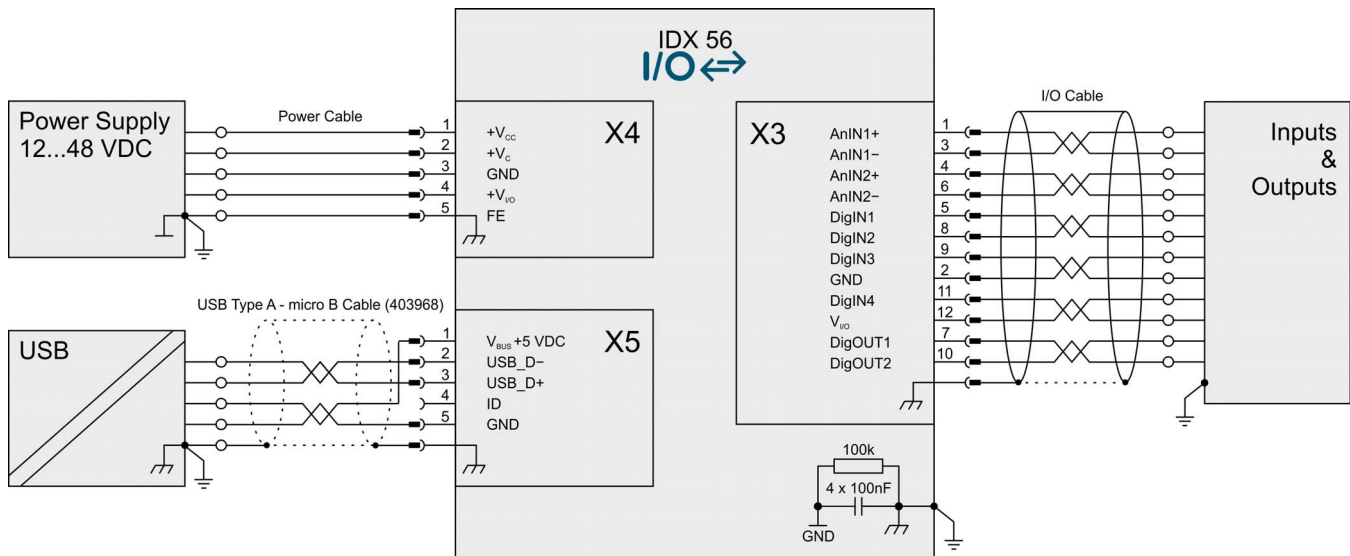 IDX 56
I/O
Power Supply
12...48 VDC
Power Cable
X4
1 +VCC
2 +VC
3 GND
4 +VI/O
5 FE
USB Type A - micro B Cable (403968)
USB
X5
1 VBUS +5 VDC
2 USB_D−
3 USB_D+
4 ID
5 GND
X3
AnIN1+ 1
AnIN1− 3
AnIN2+ 4
AnIN2− 6
DigIN1 5
DigIN2 8
DigIN3 9
GND 2
DigIN4 11
VI/O 12
DigOUT1 7
DigOUT2 10
I/O Cable
Inputs
&
Outputs
100k
4 x 100nF
GND